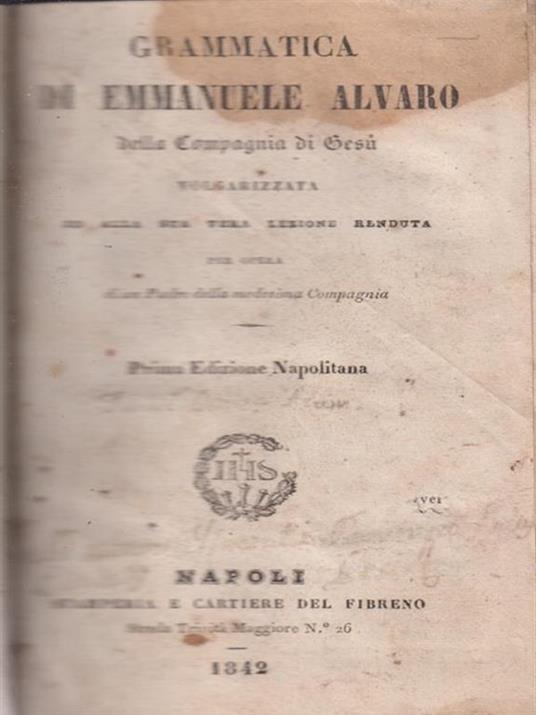 GRAMMATICA
DI EMMANUELE ALVARO
della Compagnia di Gesù
VOLGARIZZATA
ED ALLA SUA VERA LEZIONE RENDUTA
PER OPERA
di un Padre della medesima Compagnia
Prima Edizione Napolitana
IHS
NAPOLI
STAMPERIA E CARTIERE DEL FIBRENO
Strada Trinità Maggiore N.° 26
1842